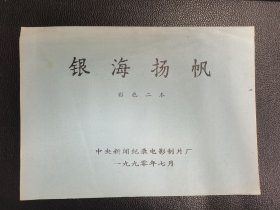 银海扬帆
彩色二本
中央新闻纪录电影制片厂
一九九零年七月